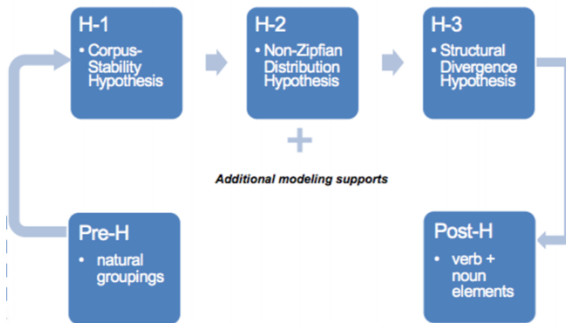 H-1
• Corpus-
Stability
Hypothesis
H-2
• Non-Zipfian
Distribution
Hypothesis
H-3
• Structural
Divergence
Hypothesis
+
Additional modeling supports
Pre-H
• natural
groupings
Post-H
• verb +
noun
elements